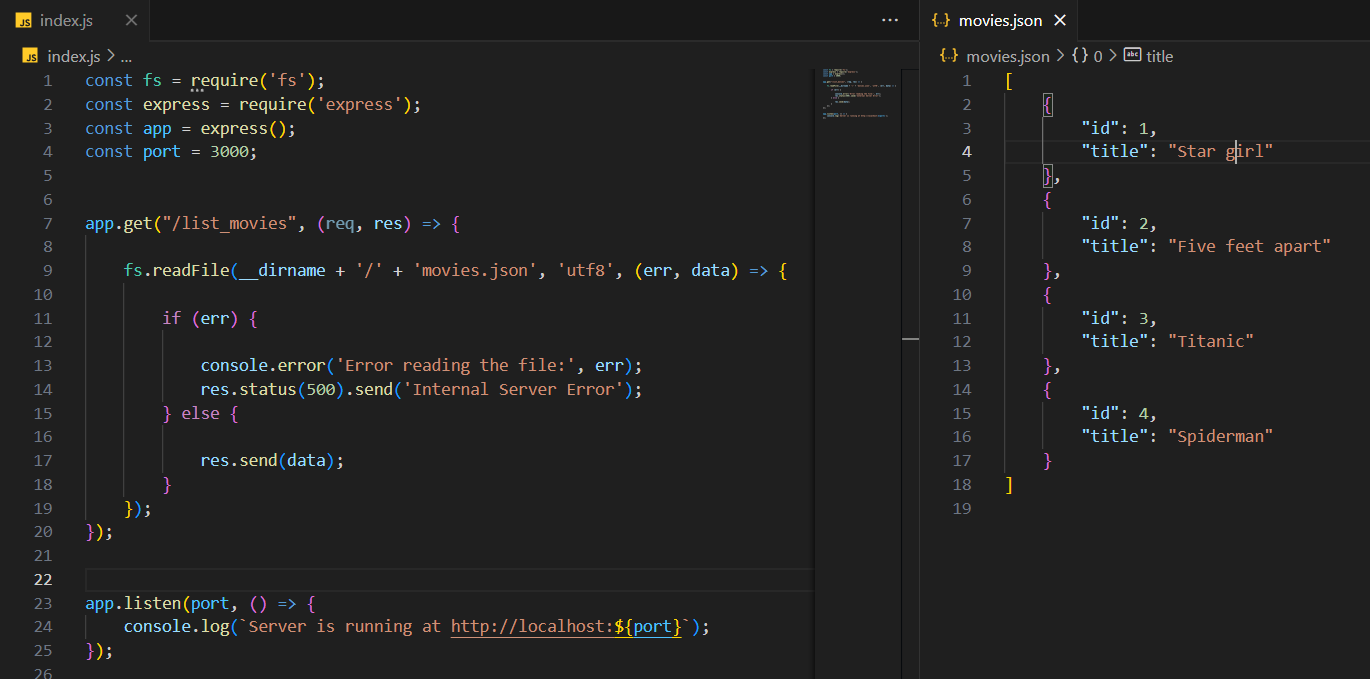 JS index.js ×
JS index.js > ...
1 const fs = require('fs');
2 const express = require('express');
3 const app = express();
4 const port = 3000;
5
6
7 app.get("/list_movies", (req, res) => {
8
9     fs.readFile(__dirname + '/' + 'movies.json', 'utf8', (err, data) => {
10
11         if (err) {
12
13             console.error('Error reading the file:', err);
14             res.status(500).send('Internal Server Error');
15         } else {
16
17             res.send(data);
18         }
19     });
20 });
21
22
23 app.listen(port, () => {
24     console.log(`Server is running at http://localhost:${port}`);
25 });
26
{..} movies.json ×
{..} movies.json > {} 0 > abc title
1 [
2     {
3         "id": 1,
4         "title": "Star girl"
5     },
6     {
7         "id": 2,
8         "title": "Five feet apart"
9     },
10     {
11         "id": 3,
12         "title": "Titanic"
13     },
14     {
15         "id": 4,
16         "title": "Spiderman"
17     }
18 ]
19